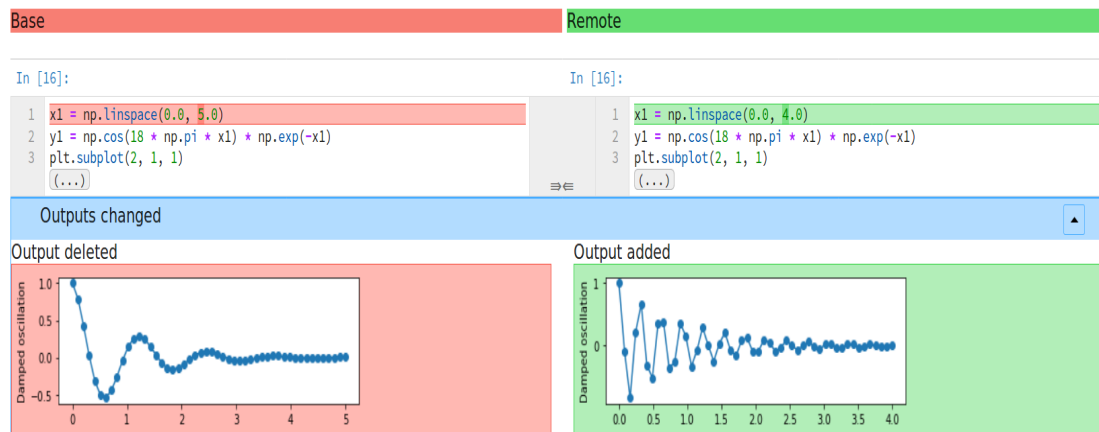 Base
Remote
In [16]:
In [16]:
1 x1 = np.linspace(0.0, 5.0)
2 y1 = np.cos(18 * np.pi * x1) * np.exp(-x1)
3 plt.subplot(2, 1, 1)
(...)
1 x1 = np.linspace(0.0, 4.0)
2 y1 = np.cos(18 * np.pi * x1) * np.exp(-x1)
3 plt.subplot(2, 1, 1)
(...)
Outputs changed
Output deleted
Output added
Damped oscillation
1.0
0.5
0.0
−0.5
0 1 2 3 4 5
Damped oscillation
1
0
0.0 0.5 1.0 1.5 2.0 2.5 3.0 3.5 4.0